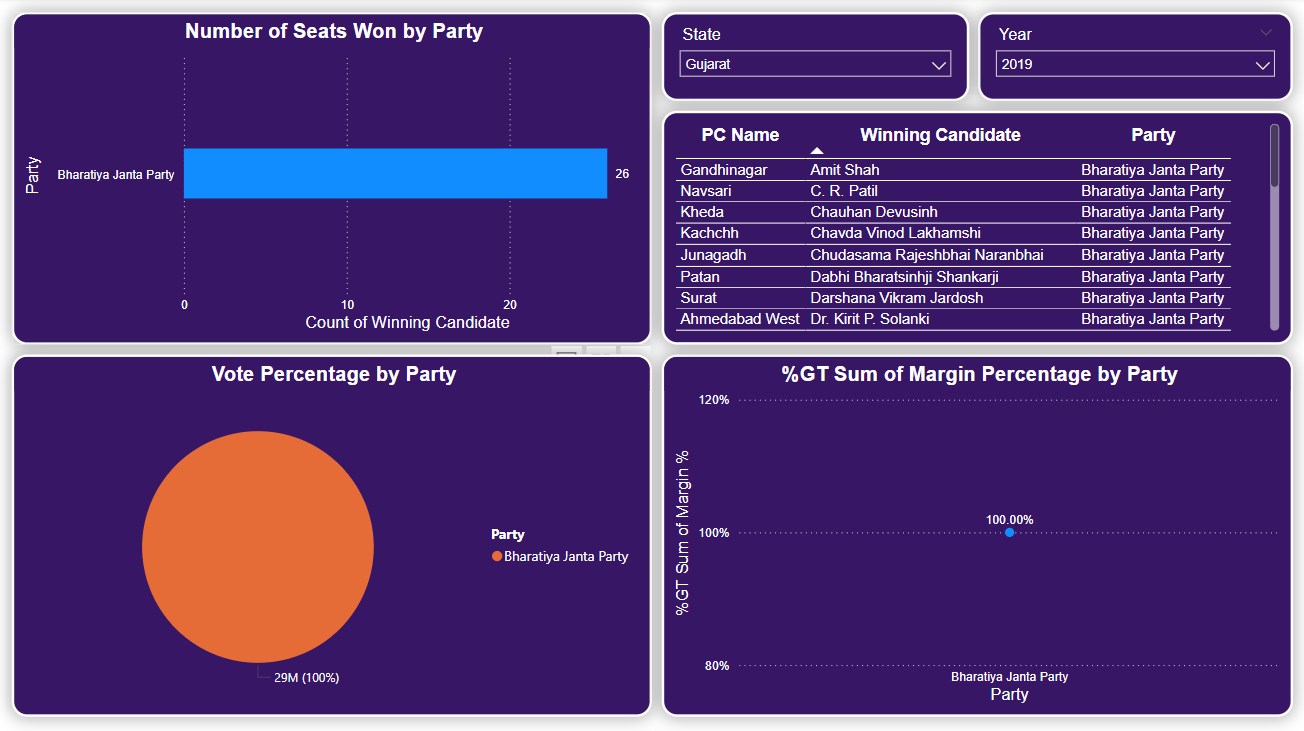 Number of Seats Won by Party
Party
Bharatiya Janta Party
26
0
10
20
Count of Winning Candidate
State
Gujarat
Year
2019
PC Name Winning Candidate Party
Gandhinagar Amit Shah Bharatiya Janta Party
Navsari C. R. Patil Bharatiya Janta Party
Kheda Chauhan Devusinh Bharatiya Janta Party
Kachchh Chavda Vinod Lakhamshi Bharatiya Janta Party
Junagadh Chudasama Rajeshbhai Naranbhai Bharatiya Janta Party
Patan Dabhi Bharatsinhji Shankarji Bharatiya Janta Party
Surat Darshana Vikram Jardosh Bharatiya Janta Party
Ahmedabad West Dr. Kirit P. Solanki Bharatiya Janta Party
Vote Percentage by Party
Party
Bharatiya Janta Party
29M (100%)
%GT Sum of Margin Percentage by Party
%GT Sum of Margin %
120%
100%
80%
100.00%
Bharatiya Janta Party
Party